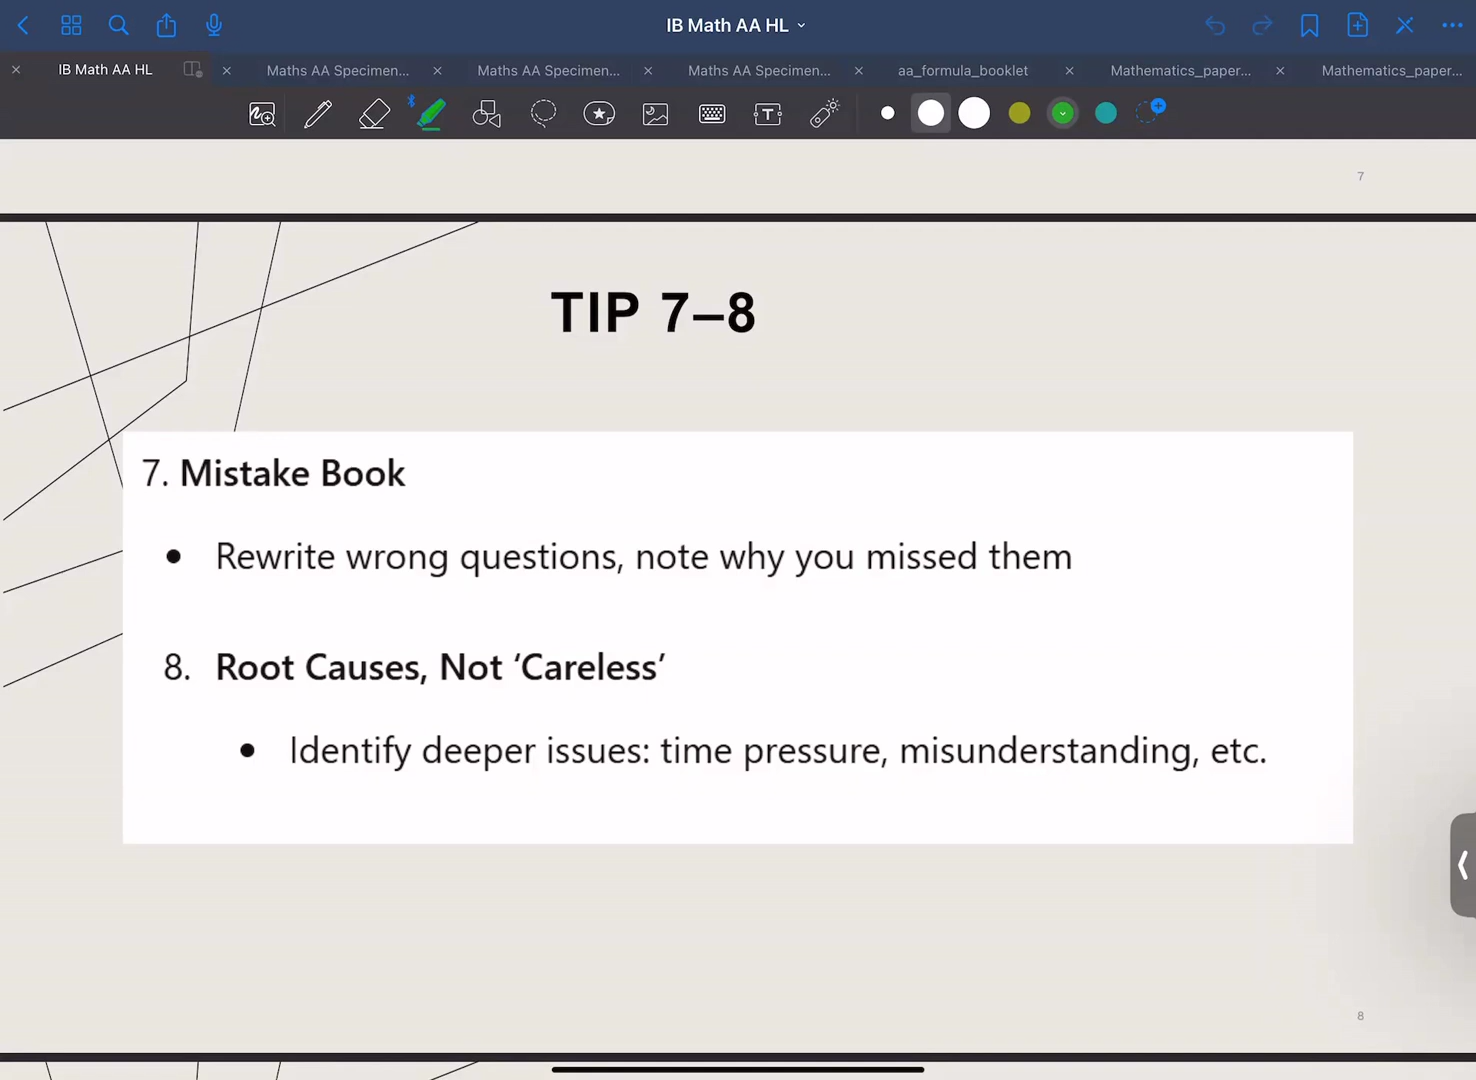 IB Math AA HL
IB Math AA HL
Maths AA Specimen...
Maths AA Specimen...
Maths AA Specimen...
aa_formula_booklet
Mathematics_paper...
Mathematics_paper...
7
TIP 7–8
7. Mistake Book
• Rewrite wrong questions, note why you missed them
8. Root Causes, Not ‘Careless’
• Identify deeper issues: time pressure, misunderstanding, etc.
8